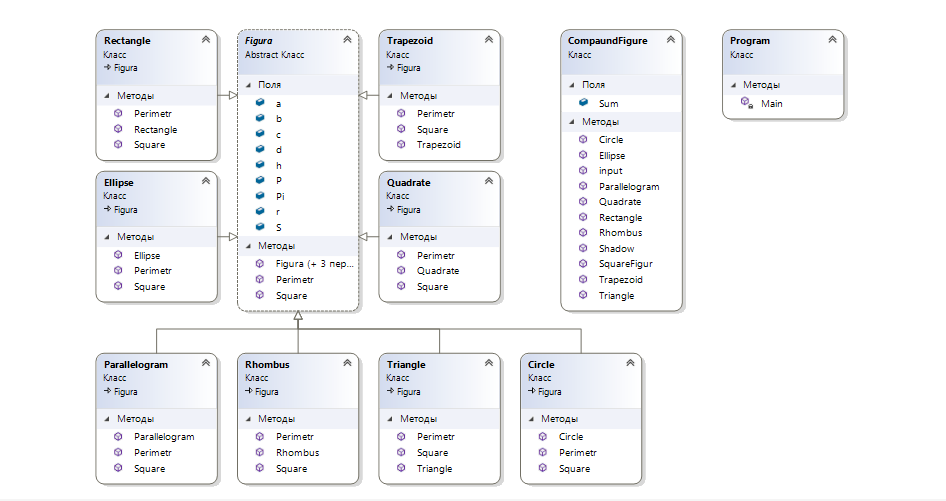 Rectangle
Класс
Figura
Методы
Perimetr
Rectangle
Square
Figura
Abstract Класс
Поля
a
b
c
d
h
P
Pi
r
S
Методы
Figura (+ 3 пер...
Perimetr
Square
Trapezoid
Класс
Figura
Методы
Perimetr
Square
Trapezoid
CompaundFigure
Класс
Поля
Sum
Методы
Circle
Ellipse
input
Parallelogram
Quadrate
Rectangle
Rhombus
Shadow
SquareFigur
Trapezoid
Triangle
Program
Класс
Методы
Main
Ellipse
Класс
Figura
Методы
Ellipse
Perimetr
Square
Quadrate
Класс
Figura
Методы
Perimetr
Quadrate
Square
Parallelogram
Класс
Figura
Методы
Parallelogram
Perimetr
Square
Rhombus
Класс
Figura
Методы
Perimetr
Rhombus
Square
Triangle
Класс
Figura
Методы
Perimetr
Square
Triangle
Circle
Класс
Figura
Методы
Circle
Perimetr
Square